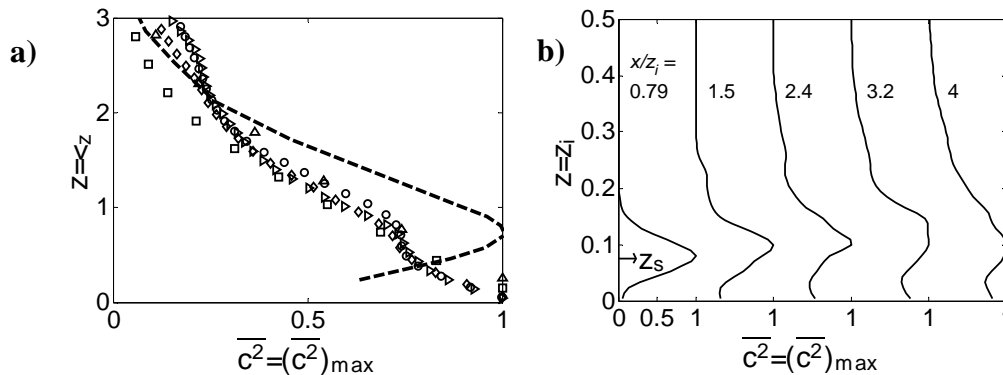 a)
3
2
1
0
z=<z
0.5
1
c²=(c²)max
b)
0.5
0.4
0.3
0.2
0.1
0
z=zi
x/zi =
0.79
1.5
2.4
3.2
4
→zs
0 0.5 1 1 1 1 1
c²=(c²)max